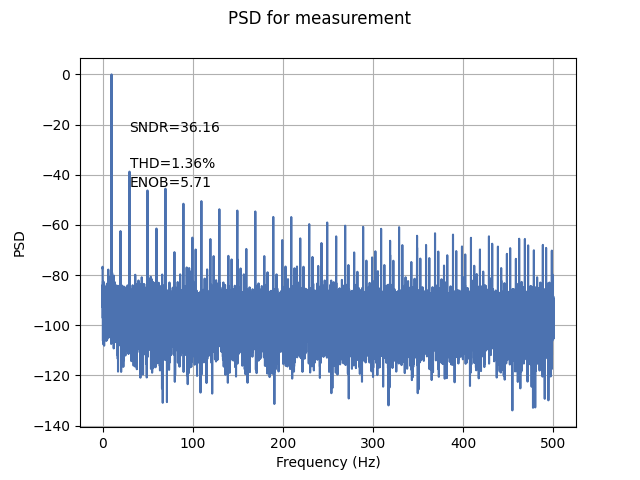 PSD for measurement
0
−20
−40
−60
−80
−100
−120
−140
PSD
SNDR=36.16
THD=1.36%
ENOB=5.71
0 100 200 300 400 500
Frequency (Hz)